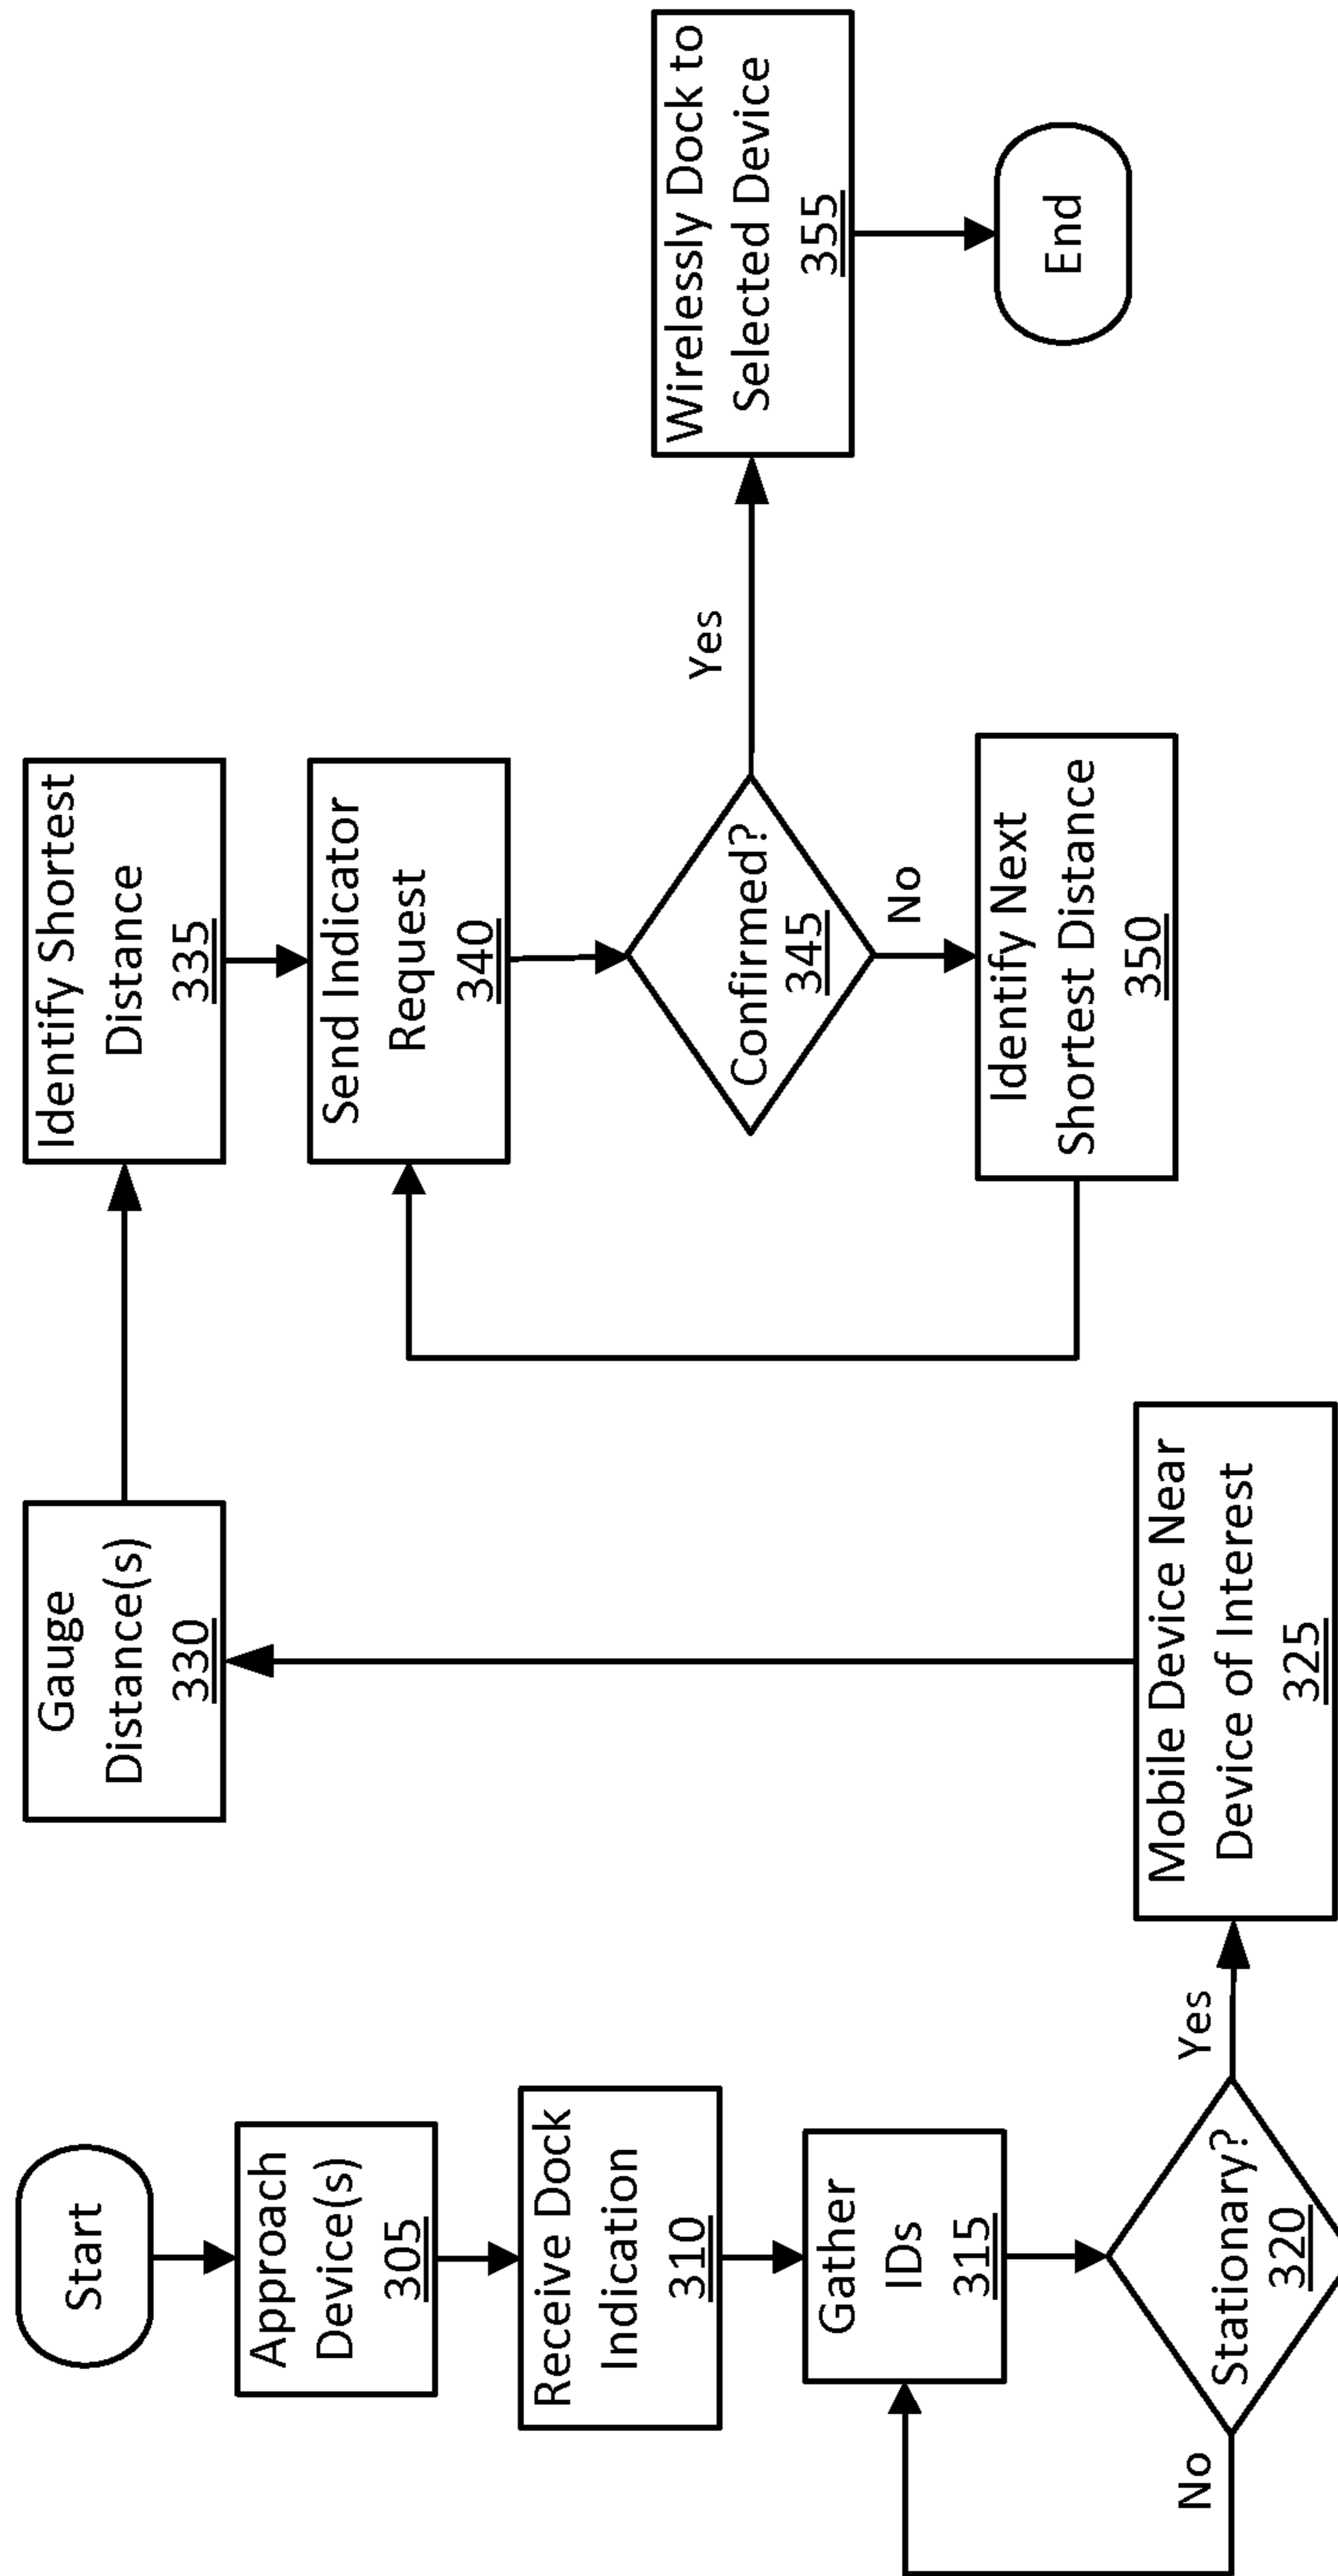 Start
Approach
Device(s)
305
Receive Dock
Indication
310
Gather
IDs
315
Stationary?
320
No
Yes
Mobile Device Near
Device of Interest
325
Gauge
Distance(s)
330
Identify Shortest
Distance
335
Send Indicator
Request
340
Confirmed?
345
No
Identify Next
Shortest Distance
350
Yes
Wirelessly Dock to
Selected Device
355
End